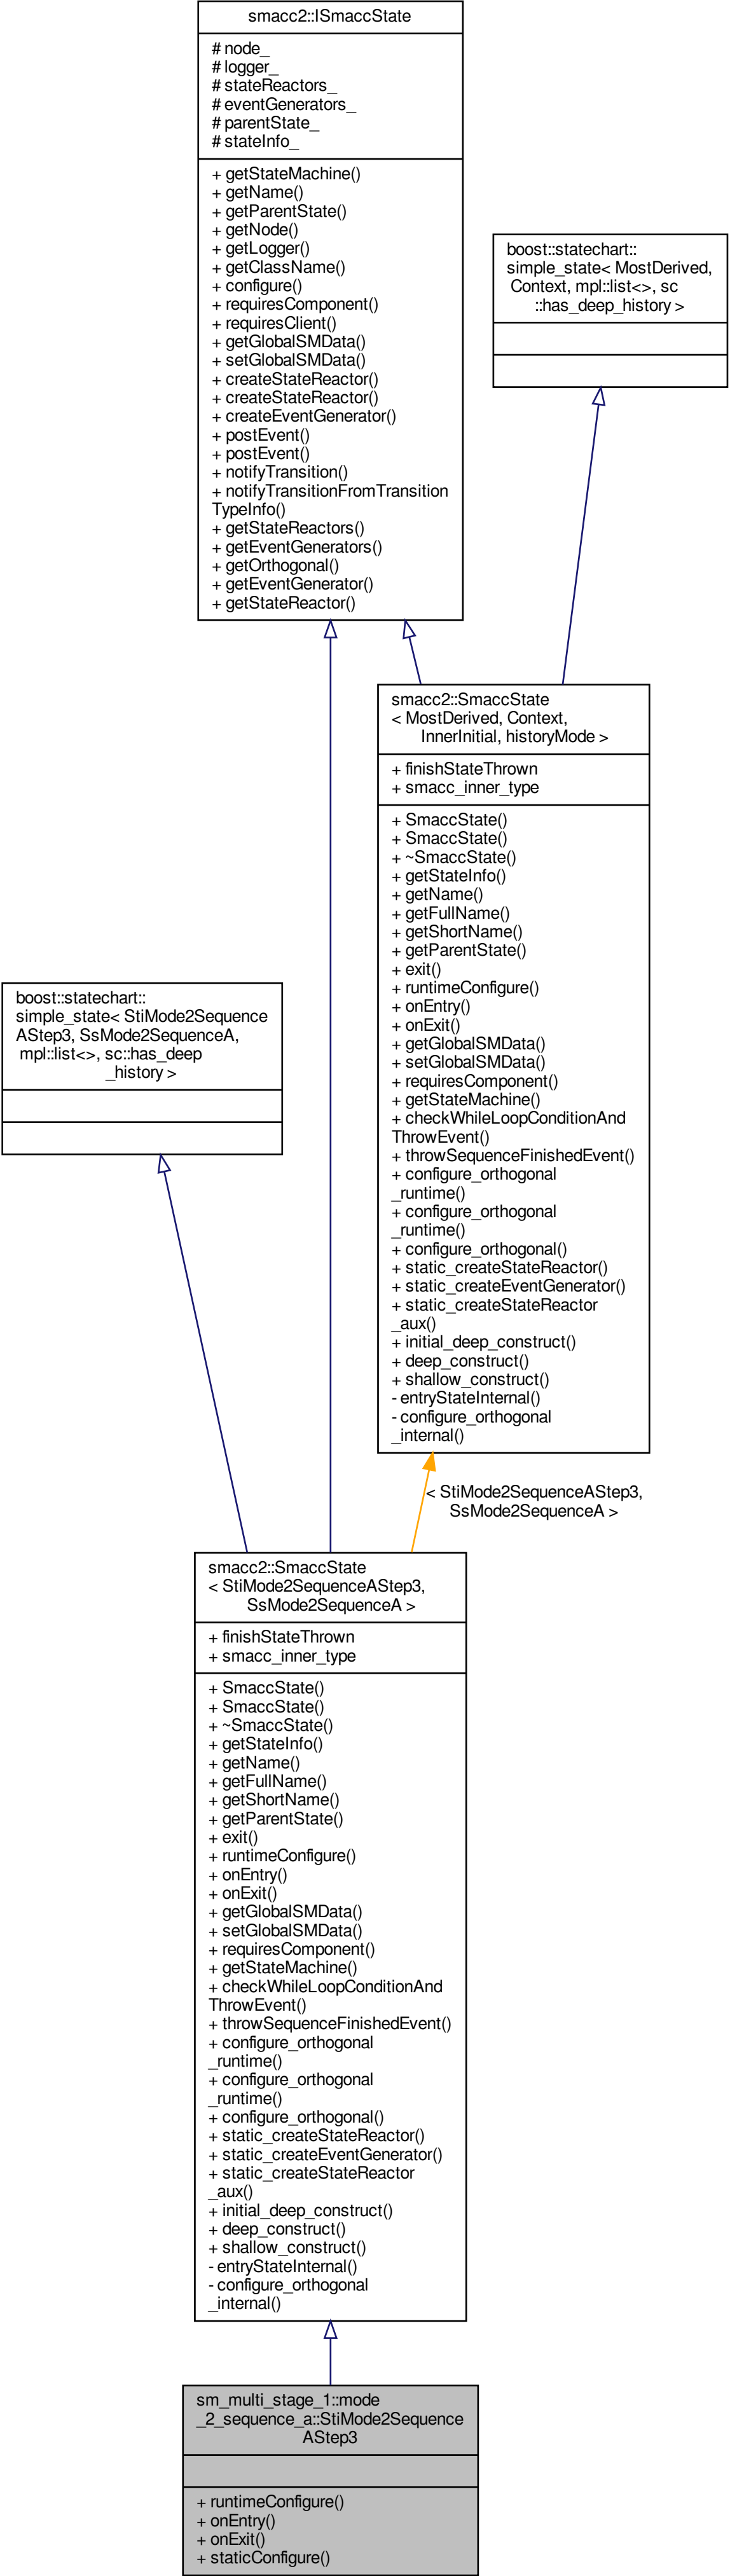 smacc2::ISmaccState
# node_
# logger_
# stateReactors_
# eventGenerators_
# parentState_
# stateInfo_
+ getStateMachine()
+ getName()
+ getParentState()
+ getNode()
+ getLogger()
+ getClassName()
+ configure()
+ requiresComponent()
+ requiresClient()
+ getGlobalSMData()
+ setGlobalSMData()
+ createStateReactor()
+ createStateReactor()
+ createEventGenerator()
+ postEvent()
+ postEvent()
+ notifyTransition()
+ notifyTransitionFromTransition
TypeInfo()
+ getStateReactors()
+ getEventGenerators()
+ getOrthogonal()
+ getEventGenerator()
+ getStateReactor()
boost::statechart::
simple_state< MostDerived,
Context, mpl::list<>, sc
::has_deep_history >
smacc2::SmaccState
< MostDerived, Context,
InnerInitial, historyMode >
+ finishStateThrown
+ smacc_inner_type
+ SmaccState()
+ SmaccState()
+ ~SmaccState()
+ getStateInfo()
+ getName()
+ getFullName()
+ getShortName()
+ getParentState()
+ exit()
+ runtimeConfigure()
+ onEntry()
+ onExit()
+ getGlobalSMData()
+ setGlobalSMData()
+ requiresComponent()
+ getStateMachine()
+ checkWhileLoopConditionAnd
ThrowEvent()
+ throwSequenceFinishedEvent()
+ configure_orthogonal
_runtime()
+ configure_orthogonal
_runtime()
+ configure_orthogonal()
+ static_createStateReactor()
+ static_createEventGenerator()
+ static_createStateReactor
_aux()
+ initial_deep_construct()
+ deep_construct()
+ shallow_construct()
- entryStateInternal()
- configure_orthogonal
_internal()
boost::statechart::
simple_state< StiMode2Sequence
AStep3, SsMode2SequenceA,
mpl::list<>, sc::has_deep
_history >
< StiMode2SequenceAStep3,
SsMode2SequenceA >
smacc2::SmaccState
< StiMode2SequenceAStep3,
SsMode2SequenceA >
+ finishStateThrown
+ smacc_inner_type
+ SmaccState()
+ SmaccState()
+ ~SmaccState()
+ getStateInfo()
+ getName()
+ getFullName()
+ getShortName()
+ getParentState()
+ exit()
+ runtimeConfigure()
+ onEntry()
+ onExit()
+ getGlobalSMData()
+ setGlobalSMData()
+ requiresComponent()
+ getStateMachine()
+ checkWhileLoopConditionAnd
ThrowEvent()
+ throwSequenceFinishedEvent()
+ configure_orthogonal
_runtime()
+ configure_orthogonal
_runtime()
+ configure_orthogonal()
+ static_createStateReactor()
+ static_createEventGenerator()
+ static_createStateReactor
_aux()
+ initial_deep_construct()
+ deep_construct()
+ shallow_construct()
- entryStateInternal()
- configure_orthogonal
_internal()
sm_multi_stage_1::mode
_2_sequence_a::StiMode2Sequence
AStep3
+ runtimeConfigure()
+ onEntry()
+ onExit()
+ staticConfigure()